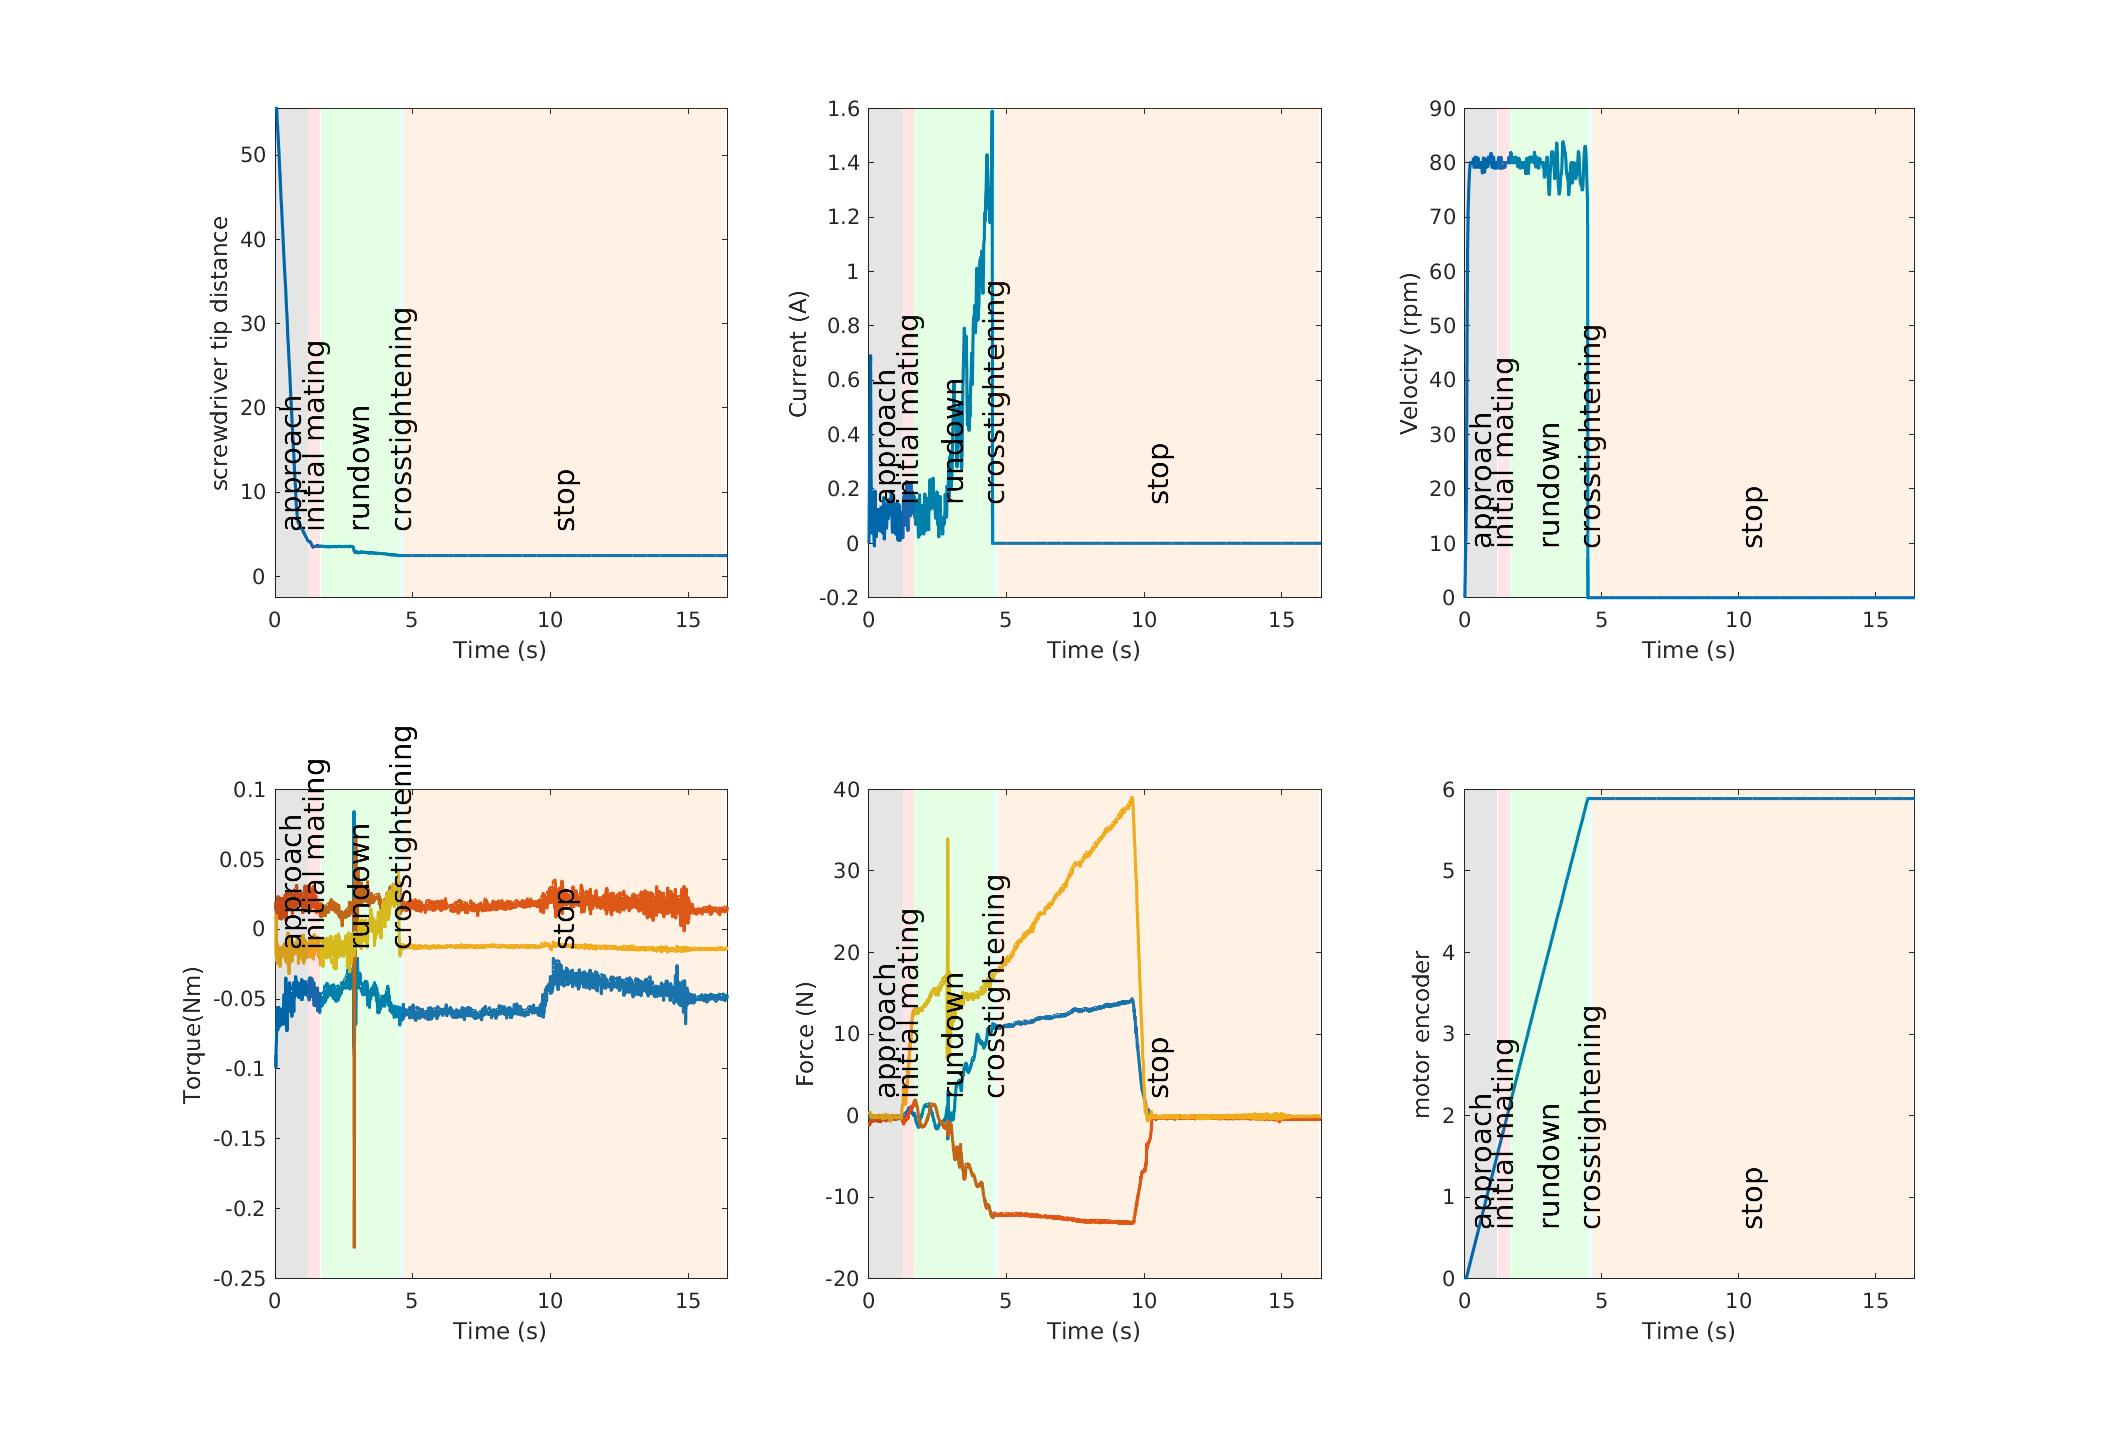 screwdriver tip distance
50
40
30
20
10
0
0 5 10 15
Time (s)
approach
initial mating
rundown
crosstightening
stop
Current (A)
1.6
1.4
1.2
1
0.8
0.6
0.4
0.2
0
-0.2
0 5 10 15
Time (s)
approach
initial mating
rundown
crosstightening
stop
Velocity (rpm)
90
80
70
60
50
40
30
20
10
0
0 5 10 15
Time (s)
approach
initial mating
rundown
crosstightening
stop
Torque(Nm)
0.1
0.05
0
-0.05
-0.1
-0.15
-0.2
-0.25
0 5 10 15
Time (s)
approach
initial mating
rundown
crosstightening
stop
Force (N)
40
30
20
10
0
-10
-20
0 5 10 15
Time (s)
approach
initial mating
rundown
crosstightening
stop
motor encoder
6
5
4
3
2
1
0
0 5 10 15
Time (s)
approach
initial mating
rundown
crosstightening
stop